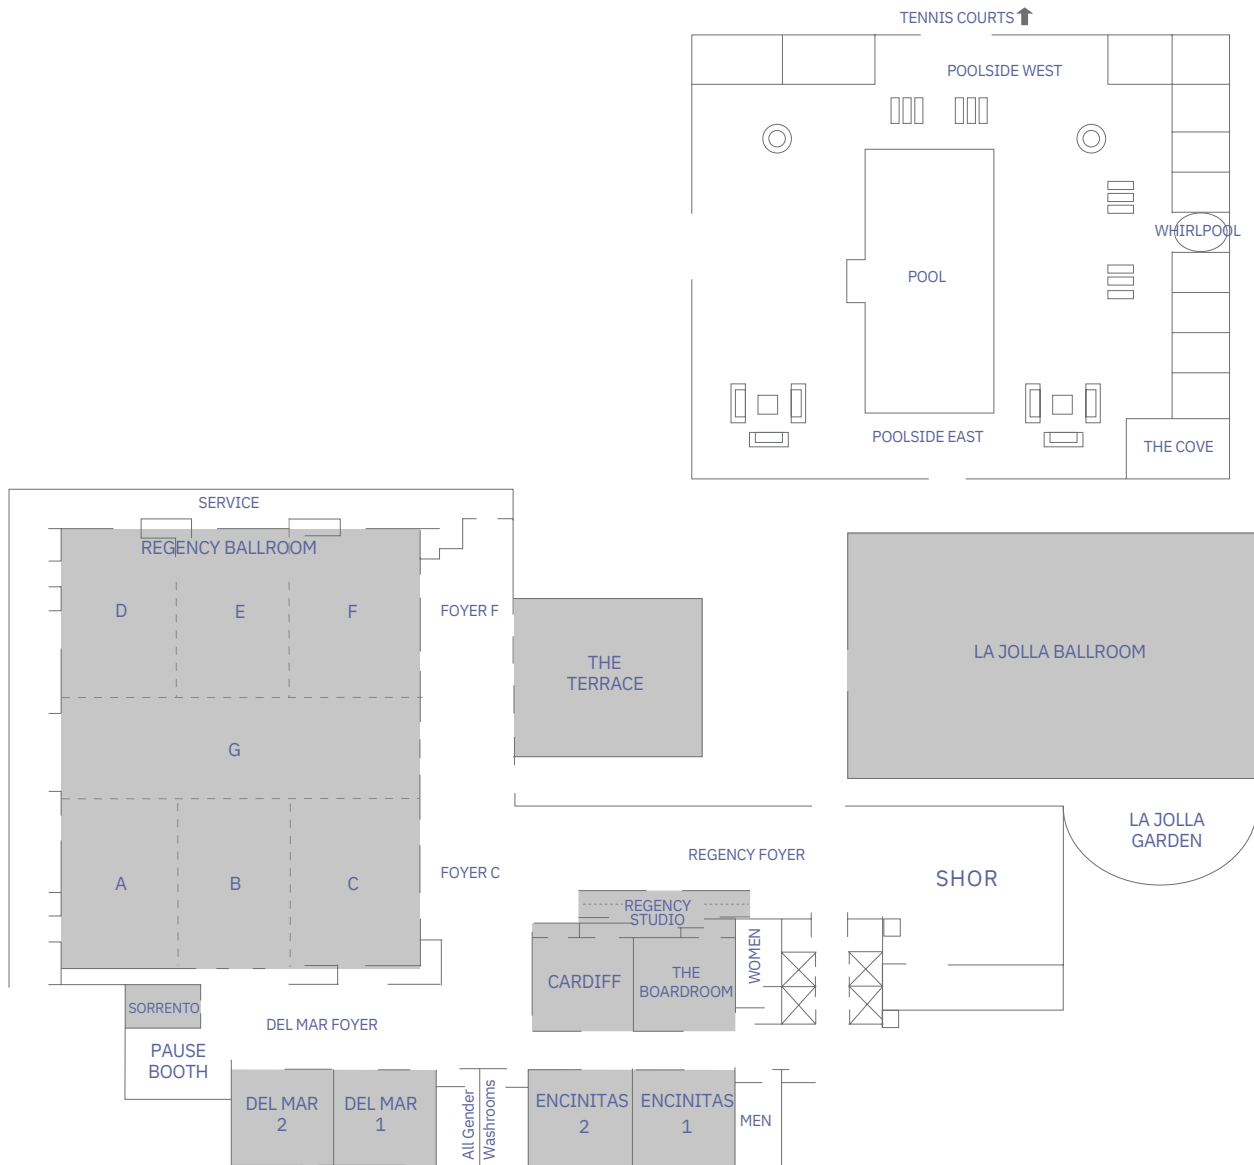 TENNIS COURTS
POOLSIDE WEST
WHIRLPOOL
POOL
POOLSIDE EAST
THE COVE
SERVICE
REGENCY BALLROOM
D
E
F
FOYER F
THE
TERRACE
LA JOLLA BALLROOM
G
LA JOLLA
GARDEN
REGENCY FOYER
FOYER C
A
B
C
SHOR
REGENCY
STUDIO
WOMEN
CARDIFF
THE
BOARDROOM
SORRENTO
DEL MAR FOYER
PAUSE
BOOTH
DEL MAR
2
DEL MAR
1
All Gender
Washrooms
ENCINITAS
2
ENCINITAS
1
MEN